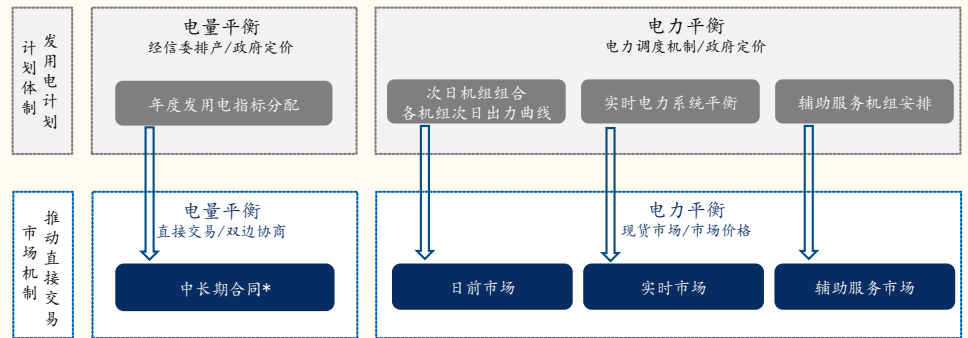 发用电计划
计划体制
电量平衡
经信委排产/政府定价
年度发用电指标分配
电力平衡
电力调度机制/政府定价
次日机组组合
各机组次日出力曲线
实时电力系统平衡
辅助服务机组安排
推动直接交易
市场机制
电量平衡
直接交易/双边协商
中长期合同*
电力平衡
现货市场/市场价格
日前市场
实时市场
辅助服务市场